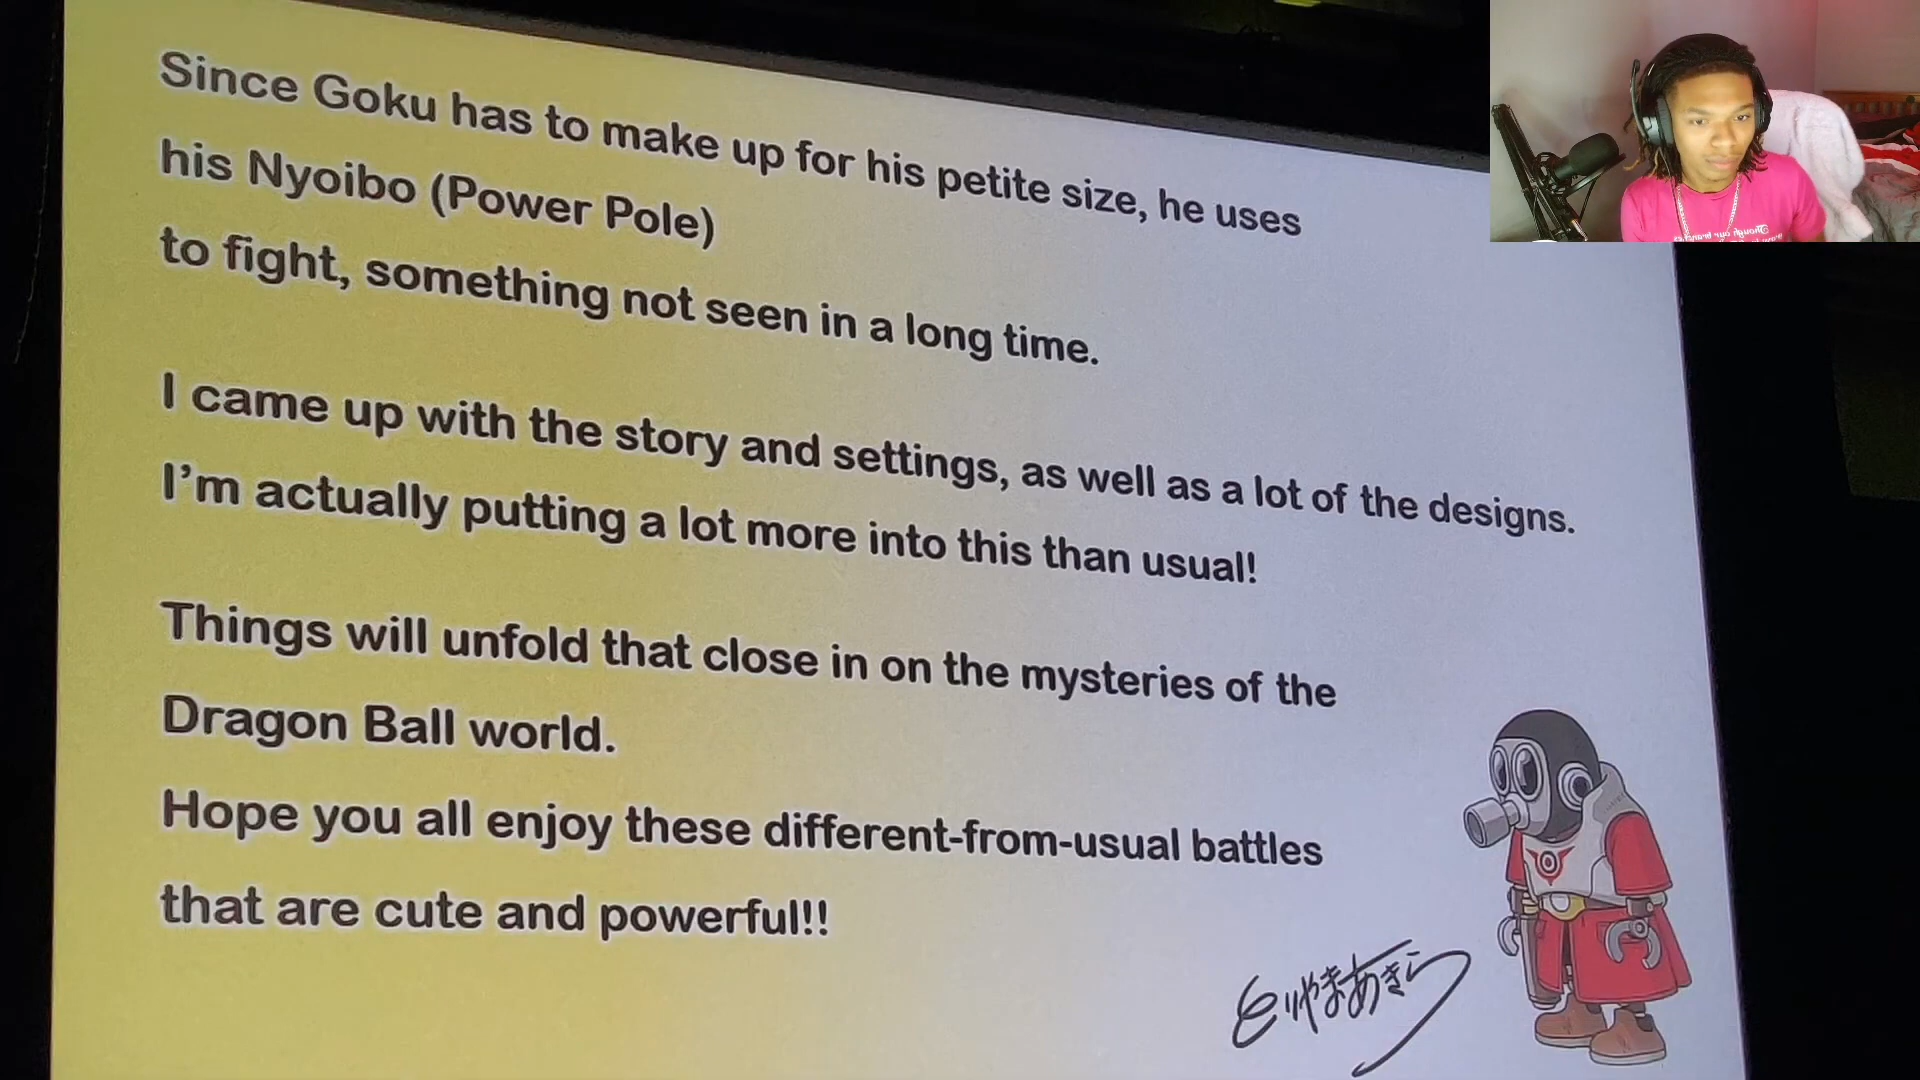 Since Goku has to make up for his petite size, he uses
his Nyoibo (Power Pole)
to fight, something not seen in a long time.
I came up with the story and settings, as well as a lot of the designs.
I'm actually putting a lot more into this than usual!
Things will unfold that close in on the mysteries of the
Dragon Ball world.
Hope you all enjoy these different-from-usual battles
that are cute and powerful!!
とりやまあきら